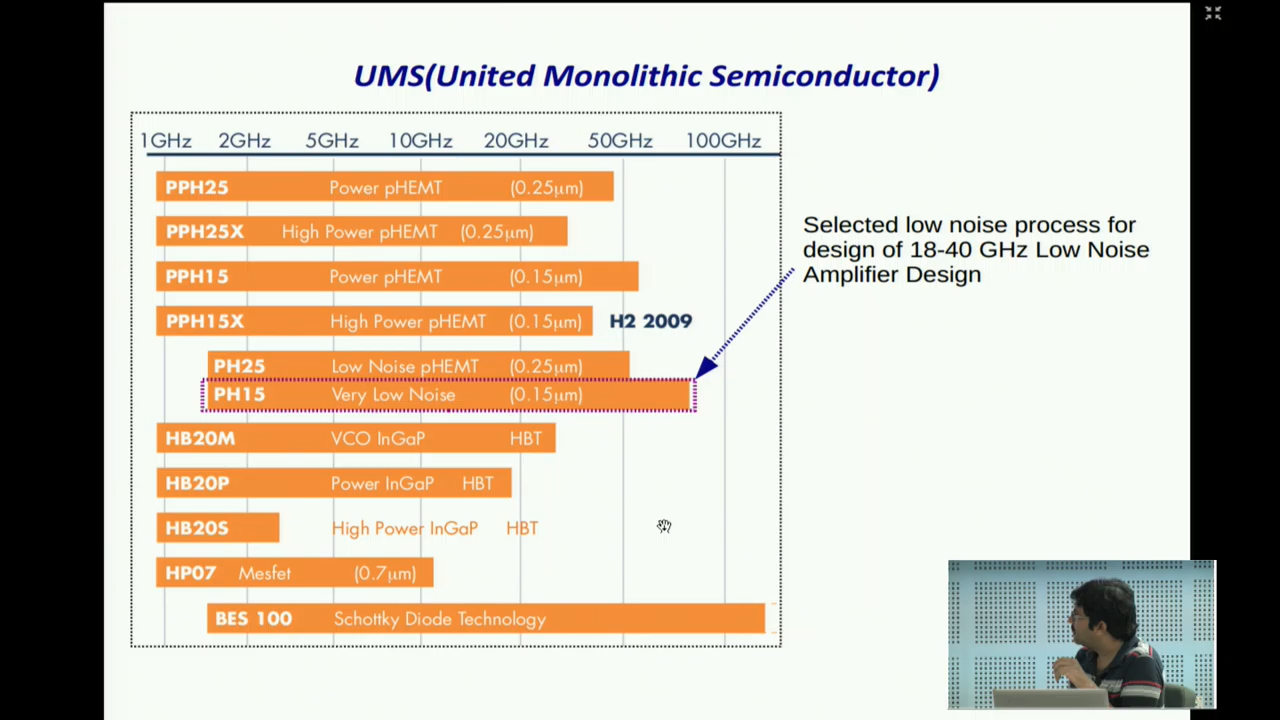 UMS(United Monolithic Semiconductor)
1GHz 2GHz 5GHz 10GHz 20GHz 50GHz 100GHz
PPH25 Power pHEMT (0.25µm)
PPH25X High Power pHEMT (0.25µm)
PPH15 Power pHEMT (0.15µm)
PPH15X High Power pHEMT (0.15µm) H2 2009
PH25 Low Noise pHEMT (0.25µm)
PH15 Very Low Noise (0.15µm)
HB20M VCO InGaP HBT
HB20P Power InGaP HBT
HB20S High Power InGaP HBT
HP07 Mesfet (0.7µm)
BES 100 Schottky Diode Technology
Selected low noise process for
design of 18-40 GHz Low Noise
Amplifier Design